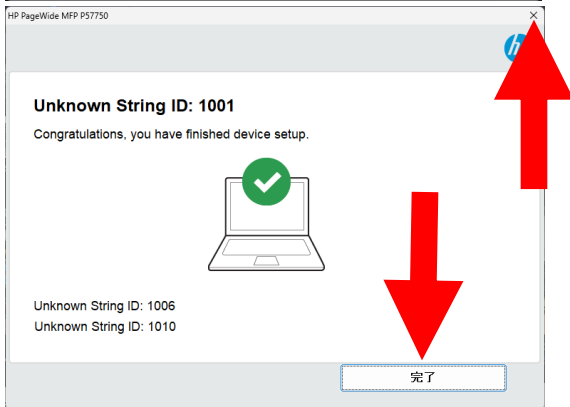 HP PageWide MFP P57750
Unknown String ID: 1001
Congratulations, you have finished device setup.
Unknown String ID: 1006
Unknown String ID: 1010
完了